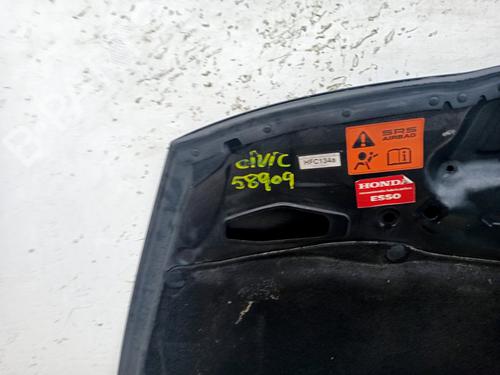 civic
58909
HFC134a
SRS
AIRBAG
HONDA
ESSO